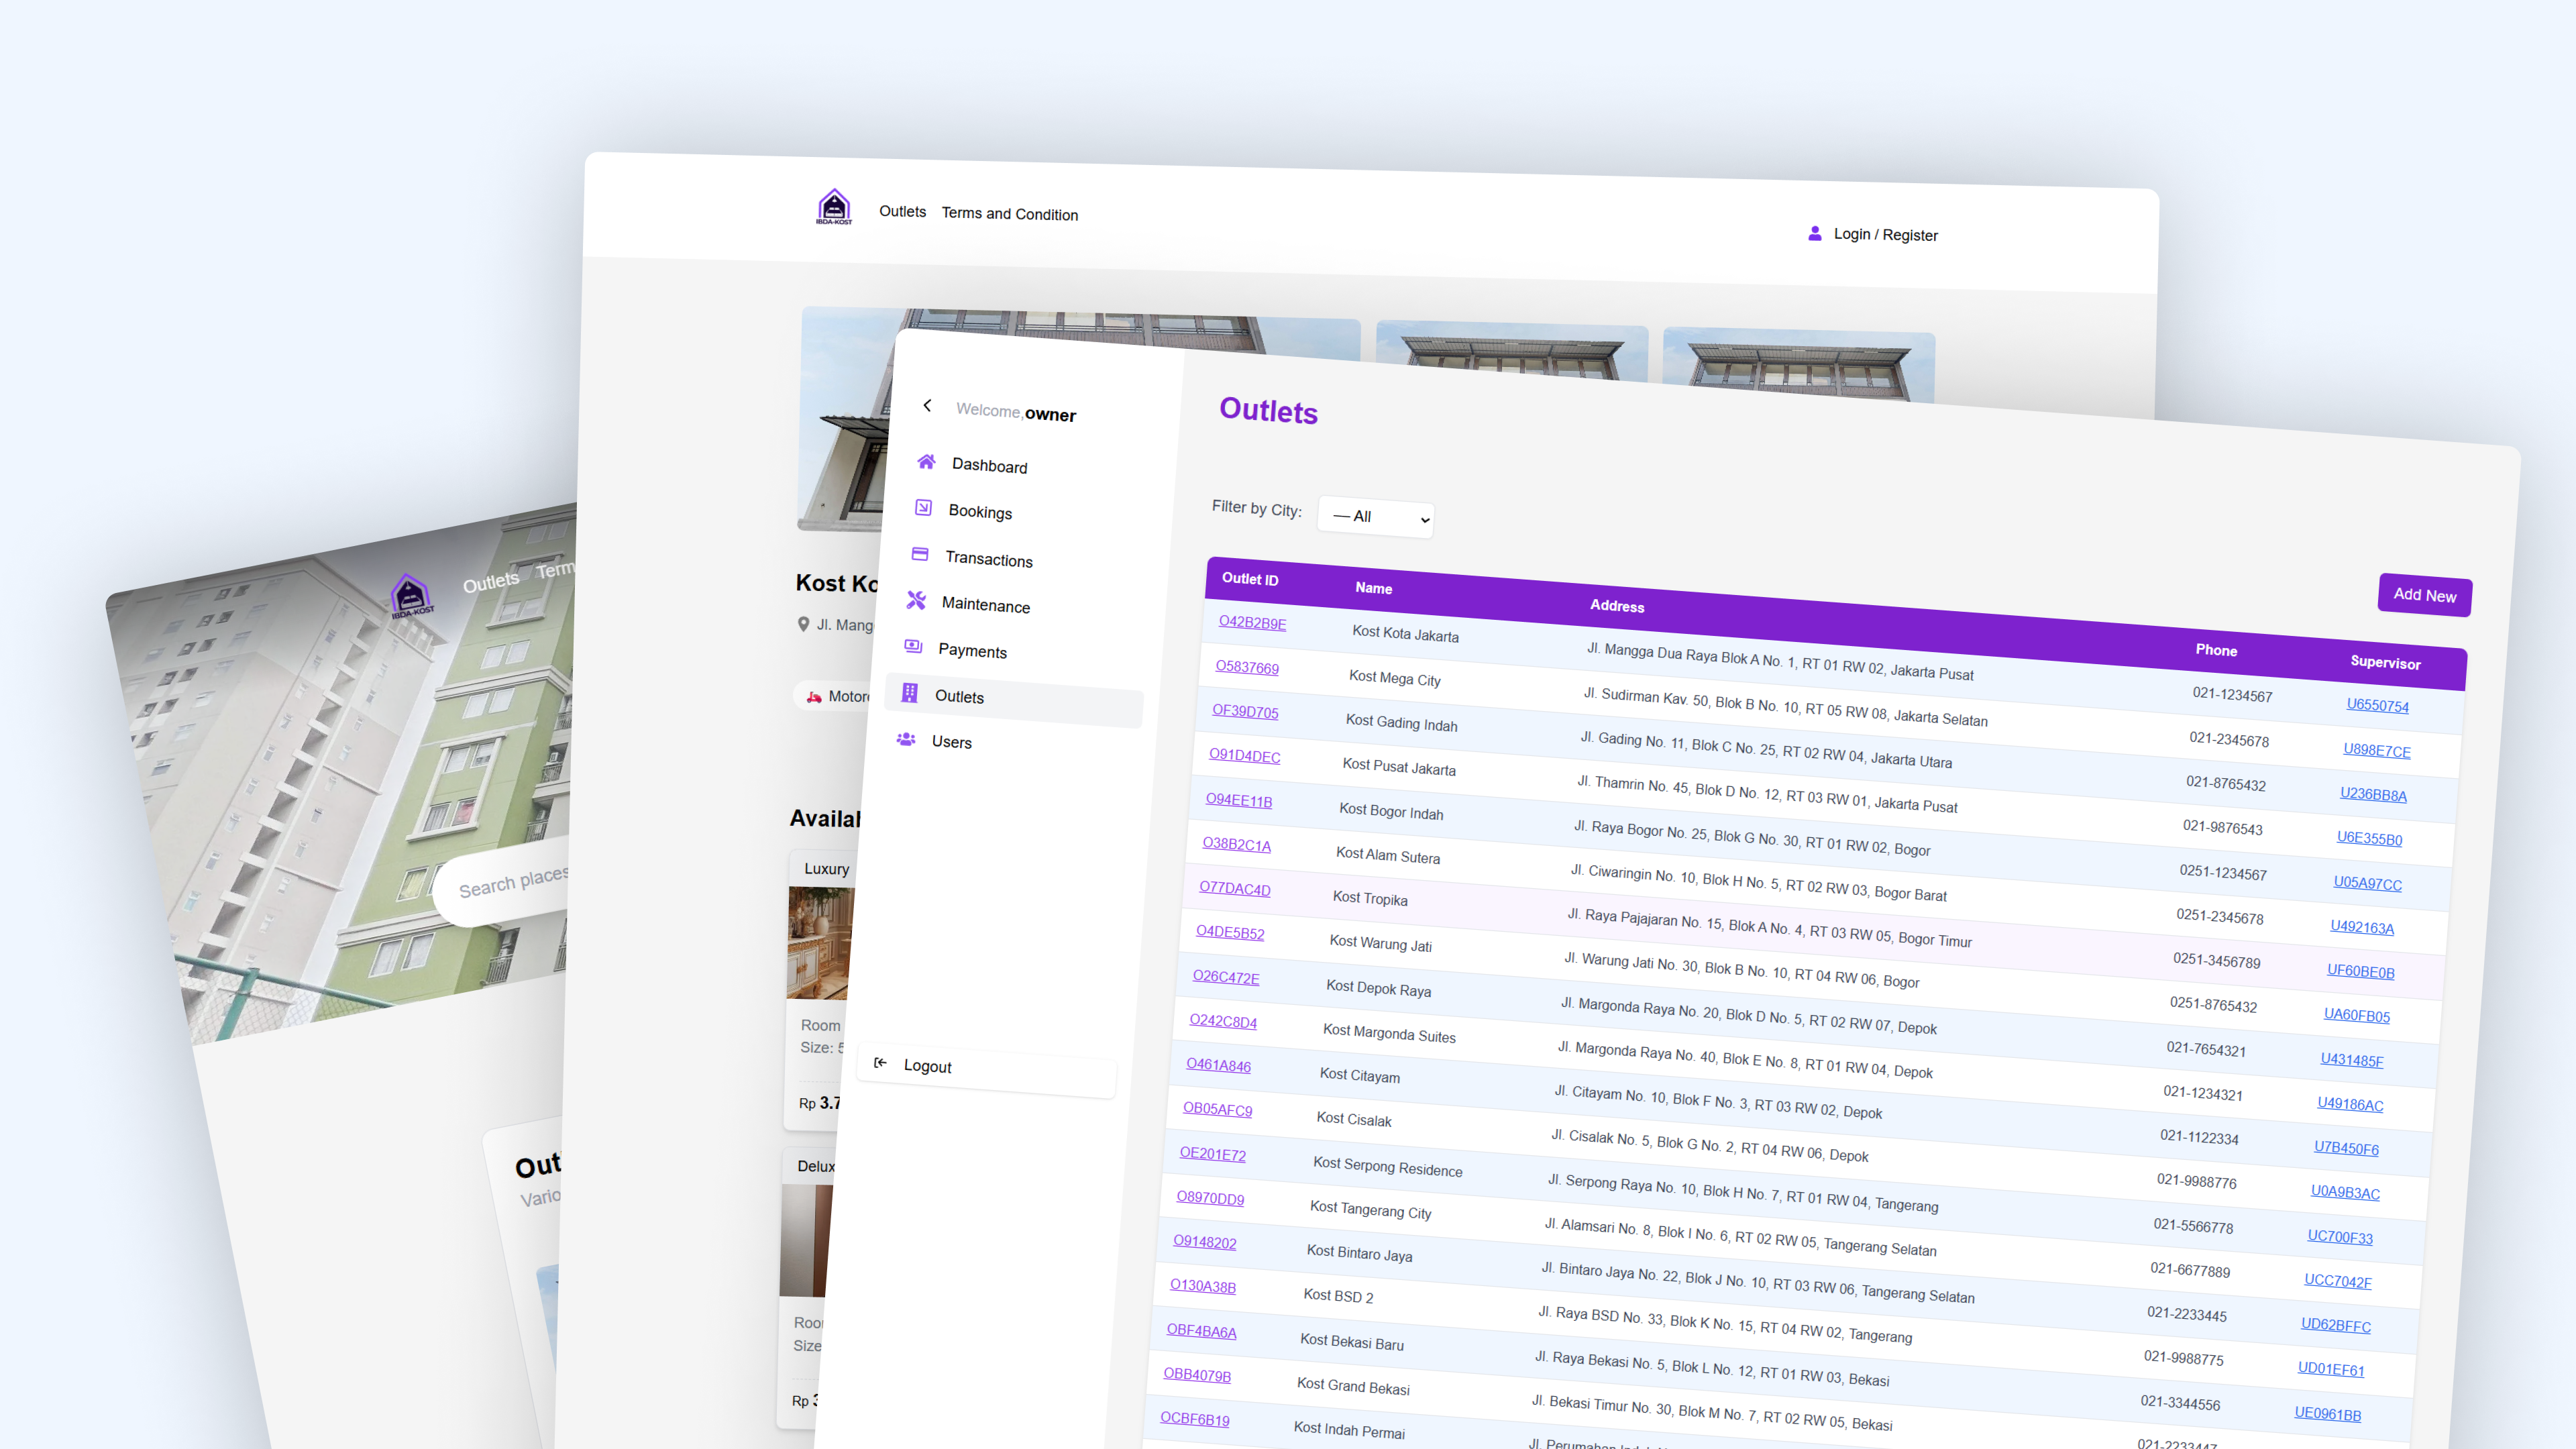 IBDA-KOST
Outlets
Terms and Condition
Login / Register
IBDA-KOST
Outlets
Search places
Kost
Jl. Mang
Luxury
Room
Size: 5
Rp 3.7
Size
Rp
Welcome,owner
Dashboard
Bookings
Transactions
Maintenance
Payments
Outlets
Users
Logout
Outlets
Filter by City:
— All
Add New
Outlet ID Name Address Phone Supervisor
O42B2B9E Kost Kota Jakarta Jl. Mangga Dua Raya Blok A No. 1, RT 01 RW 02, Jakarta Pusat 021-1234567 U6550754
O5837669 Kost Mega City Jl. Sudirman Kav. 50, Blok B No. 10, RT 05 RW 08, Jakarta Selatan 021-2345678 U898E7CE
OF39D705 Kost Gading Indah Jl. Gading No. 11, Blok C No. 25, RT 02 RW 04, Jakarta Utara 021-8765432 U236BB8A
O91D4DEC Kost Pusat Jakarta Jl. Thamrin No. 45, Blok D No. 12, RT 03 RW 01, Jakarta Pusat 021-9876543 U6E355B0
O94EE11B Kost Bogor Indah Jl. Raya Bogor No. 25, Blok G No. 30, RT 01 RW 02, Bogor 0251-1234567 U05A97CC
O38B2C1A Kost Alam Sutera Jl. Ciwaringin No. 10, Blok H No. 5, RT 02 RW 03, Bogor Barat 0251-2345678 U492163A
O77DAC4D Kost Tropika Jl. Raya Pajajaran No. 15, Blok A No. 4, RT 03 RW 05, Bogor Timur 0251-3456789 UF60BE0B
O4DE5B52 Kost Warung Jati Jl. Warung Jati No. 30, Blok B No. 10, RT 04 RW 06, Bogor 0251-8765432 UA60FB05
O26C472E Kost Depok Raya Jl. Margonda Raya No. 20, Blok D No. 5, RT 02 RW 07, Depok 021-7654321 U431485F
O242C8D4 Kost Margonda Suites Jl. Margonda Raya No. 40, Blok E No. 8, RT 01 RW 04, Depok 021-1234321 U49186AC
O461A846 Kost Citayam Jl. Citayam No. 10, Blok F No. 3, RT 03 RW 02, Depok 021-1122334 U7B450F6
OB05AFC9 Kost Cisalak Jl. Cisalak No. 5, Blok G No. 2, RT 04 RW 06, Depok 021-9988776 U0A9B3AC
OE201E72 Kost Serpong Residence Jl. Serpong Raya No. 10, Blok H No. 7, RT 01 RW 04, Tangerang 021-5566778 UC700F33
O8970DD9 Kost Tangerang City Jl. Alamsari No. 8, Blok I No. 6, RT 02 RW 05, Tangerang Selatan 021-6677889 UCC7042F
O9148202 Kost Bintaro Jaya Jl. Bintaro Jaya No. 22, Blok J No. 10, RT 03 RW 06, Tangerang Selatan 021-2233445 UD62BFFC
O130A38B Kost BSD 2 Jl. Raya BSD No. 33, Blok K No. 15, RT 04 RW 02, Tangerang 021-9988775 UD01EF61
OBF4BA6A Kost Bekasi Baru Jl. Raya Bekasi No. 5, Blok L No. 12, RT 01 RW 03, Bekasi 021-3344556 UE0961BB
OBB4079B Kost Grand Bekasi Jl. Bekasi Timur No. 30, Blok M No. 7, RT 02 RW 05, Bekasi 021-2233447
OCBF6B19 Kost Indah Permai